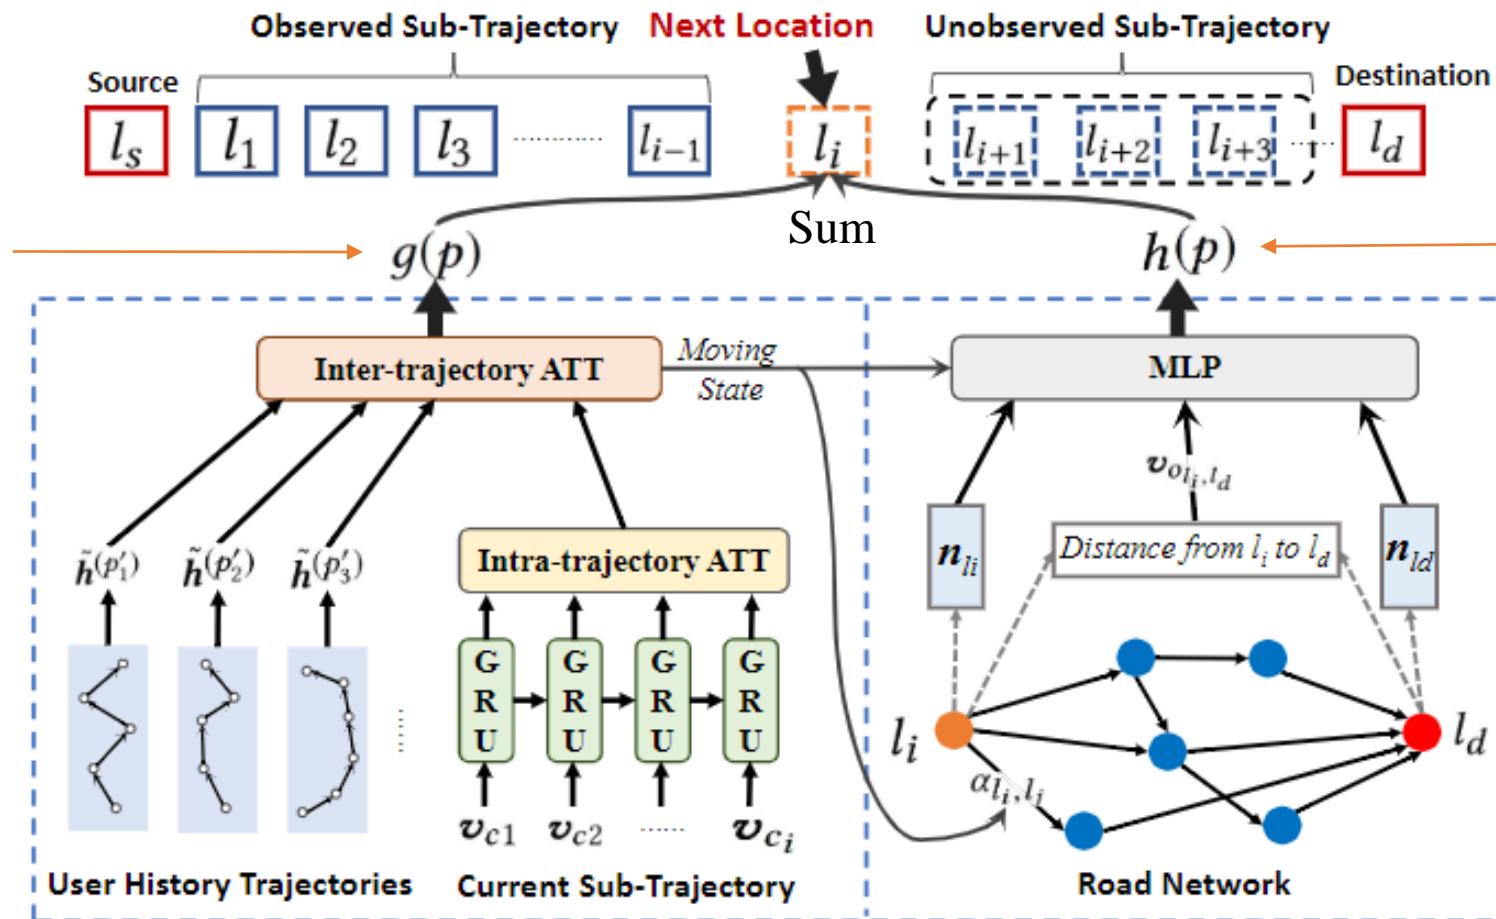 Observed Sub-Trajectory Next Location Unobserved Sub-Trajectory
Source Destination
l_s l_1 l_2 l_3 ............ l_{i-1} l_i l_{i+1} l_{i+2} l_{i+3} ...... l_d
Sum
g(p) h(p)
Inter-trajectory ATT
Moving
State
MLP
v_{o_{l_i,l_d}}
h̃^{(p'_1)} h̃^{(p'_2)} h̃^{(p'_3)}
Intra-trajectory ATT
n_{li}
Distance from l_i to l_d
n_{ld}
GRU GRU GRU GRU
l_i l_d
α_{l_i,l_j}
v_{c1} v_{c2} ...... v_{c_i}
User History Trajectories Current Sub-Trajectory Road Network